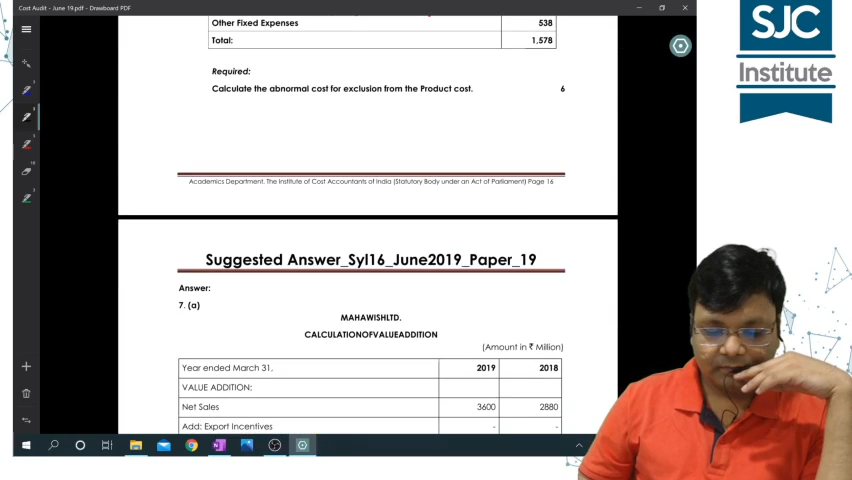 Cost Audit - June 19.pdf - Drawboard PDF
SJC
Institute
Other Fixed Expenses 538
Total: 1,578
Required:
Calculate the abnormal cost for exclusion from the Product cost. 6
Academics Department. The Institute of Cost Accountants of India (Statutory Body under an Act of Parliament) Page 16
Suggested Answer_Syl16_June2019_Paper_19
Answer:
7. (a)
MAHAWISHLTD.
CALCULATIONOFVALUEADDITION
(Amount in ₹ Million)
Year ended March 31, 2019 2018
VALUE ADDITION:
Net Sales 3600 2880
Add: Export Incentives - -